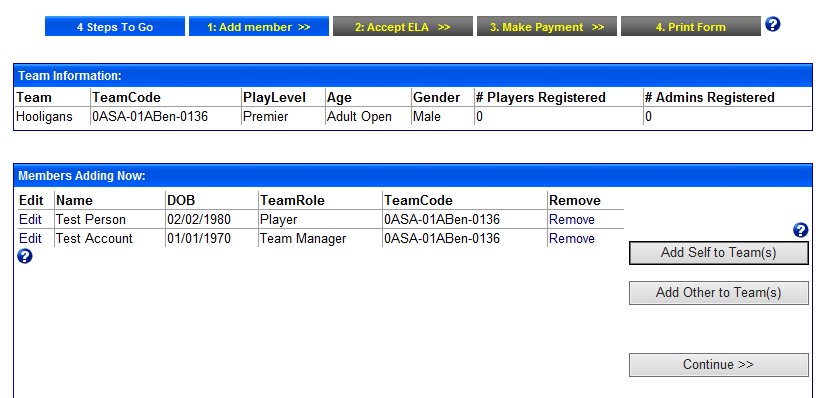 4 Steps To Go 1: Add member >> 2: Accept ELA >> 3. Make Payment >> 4. Print Form ?
Team Information:
Team TeamCode PlayLevel Age Gender # Players Registered # Admins Registered
Hooligans 0ASA-01ABen-0136 Premier Adult Open Male 0 0
Members Adding Now:
Edit Name DOB TeamRole TeamCode Remove
Edit Test Person 02/02/1980 Player 0ASA-01ABen-0136 Remove
Edit Test Account 01/01/1970 Team Manager 0ASA-01ABen-0136 Remove
?
?
Add Self to Team(s)
Add Other to Team(s)
Continue >>